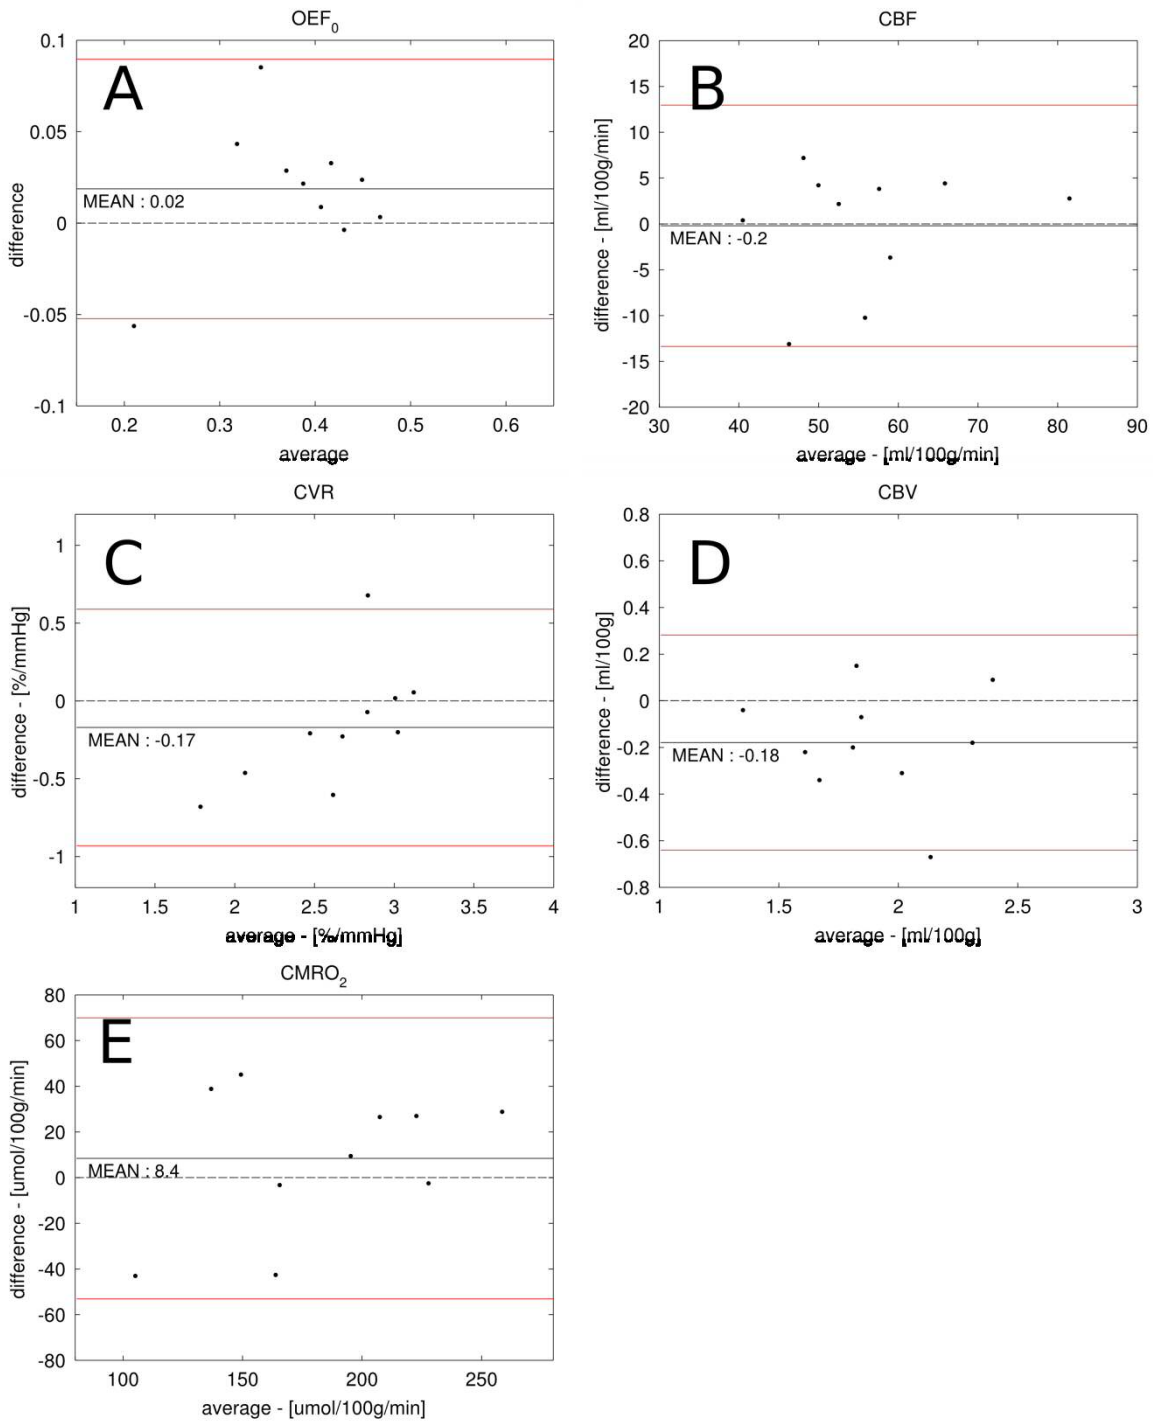 OEF0
A
0.1
0.05
0
-0.05
-0.1
difference
MEAN : 0.02
0.2 0.3 0.4 0.5 0.6
average
CBF
B
20
15
10
5
0
-5
-10
-15
-20
difference - [ml/100g/min]
MEAN : -0.2
30 40 50 60 70 80 90
average - [ml/100g/min]
CVR
C
1
0.5
0
-0.5
-1
difference - [%/mmHg]
MEAN : -0.17
1 1.5 2 2.5 3 3.5 4
average - [%/mmHg]
CBV
D
0.8
0.6
0.4
0.2
0
-0.2
-0.4
-0.6
-0.8
difference - [ml/100g]
MEAN : -0.18
1 1.5 2 2.5 3
average - [ml/100g]
CMRO2
E
80
60
40
20
0
-20
-40
-60
-80
difference - [umol/100g/min]
MEAN : 8.4
100 150 200 250
average - [umol/100g/min]